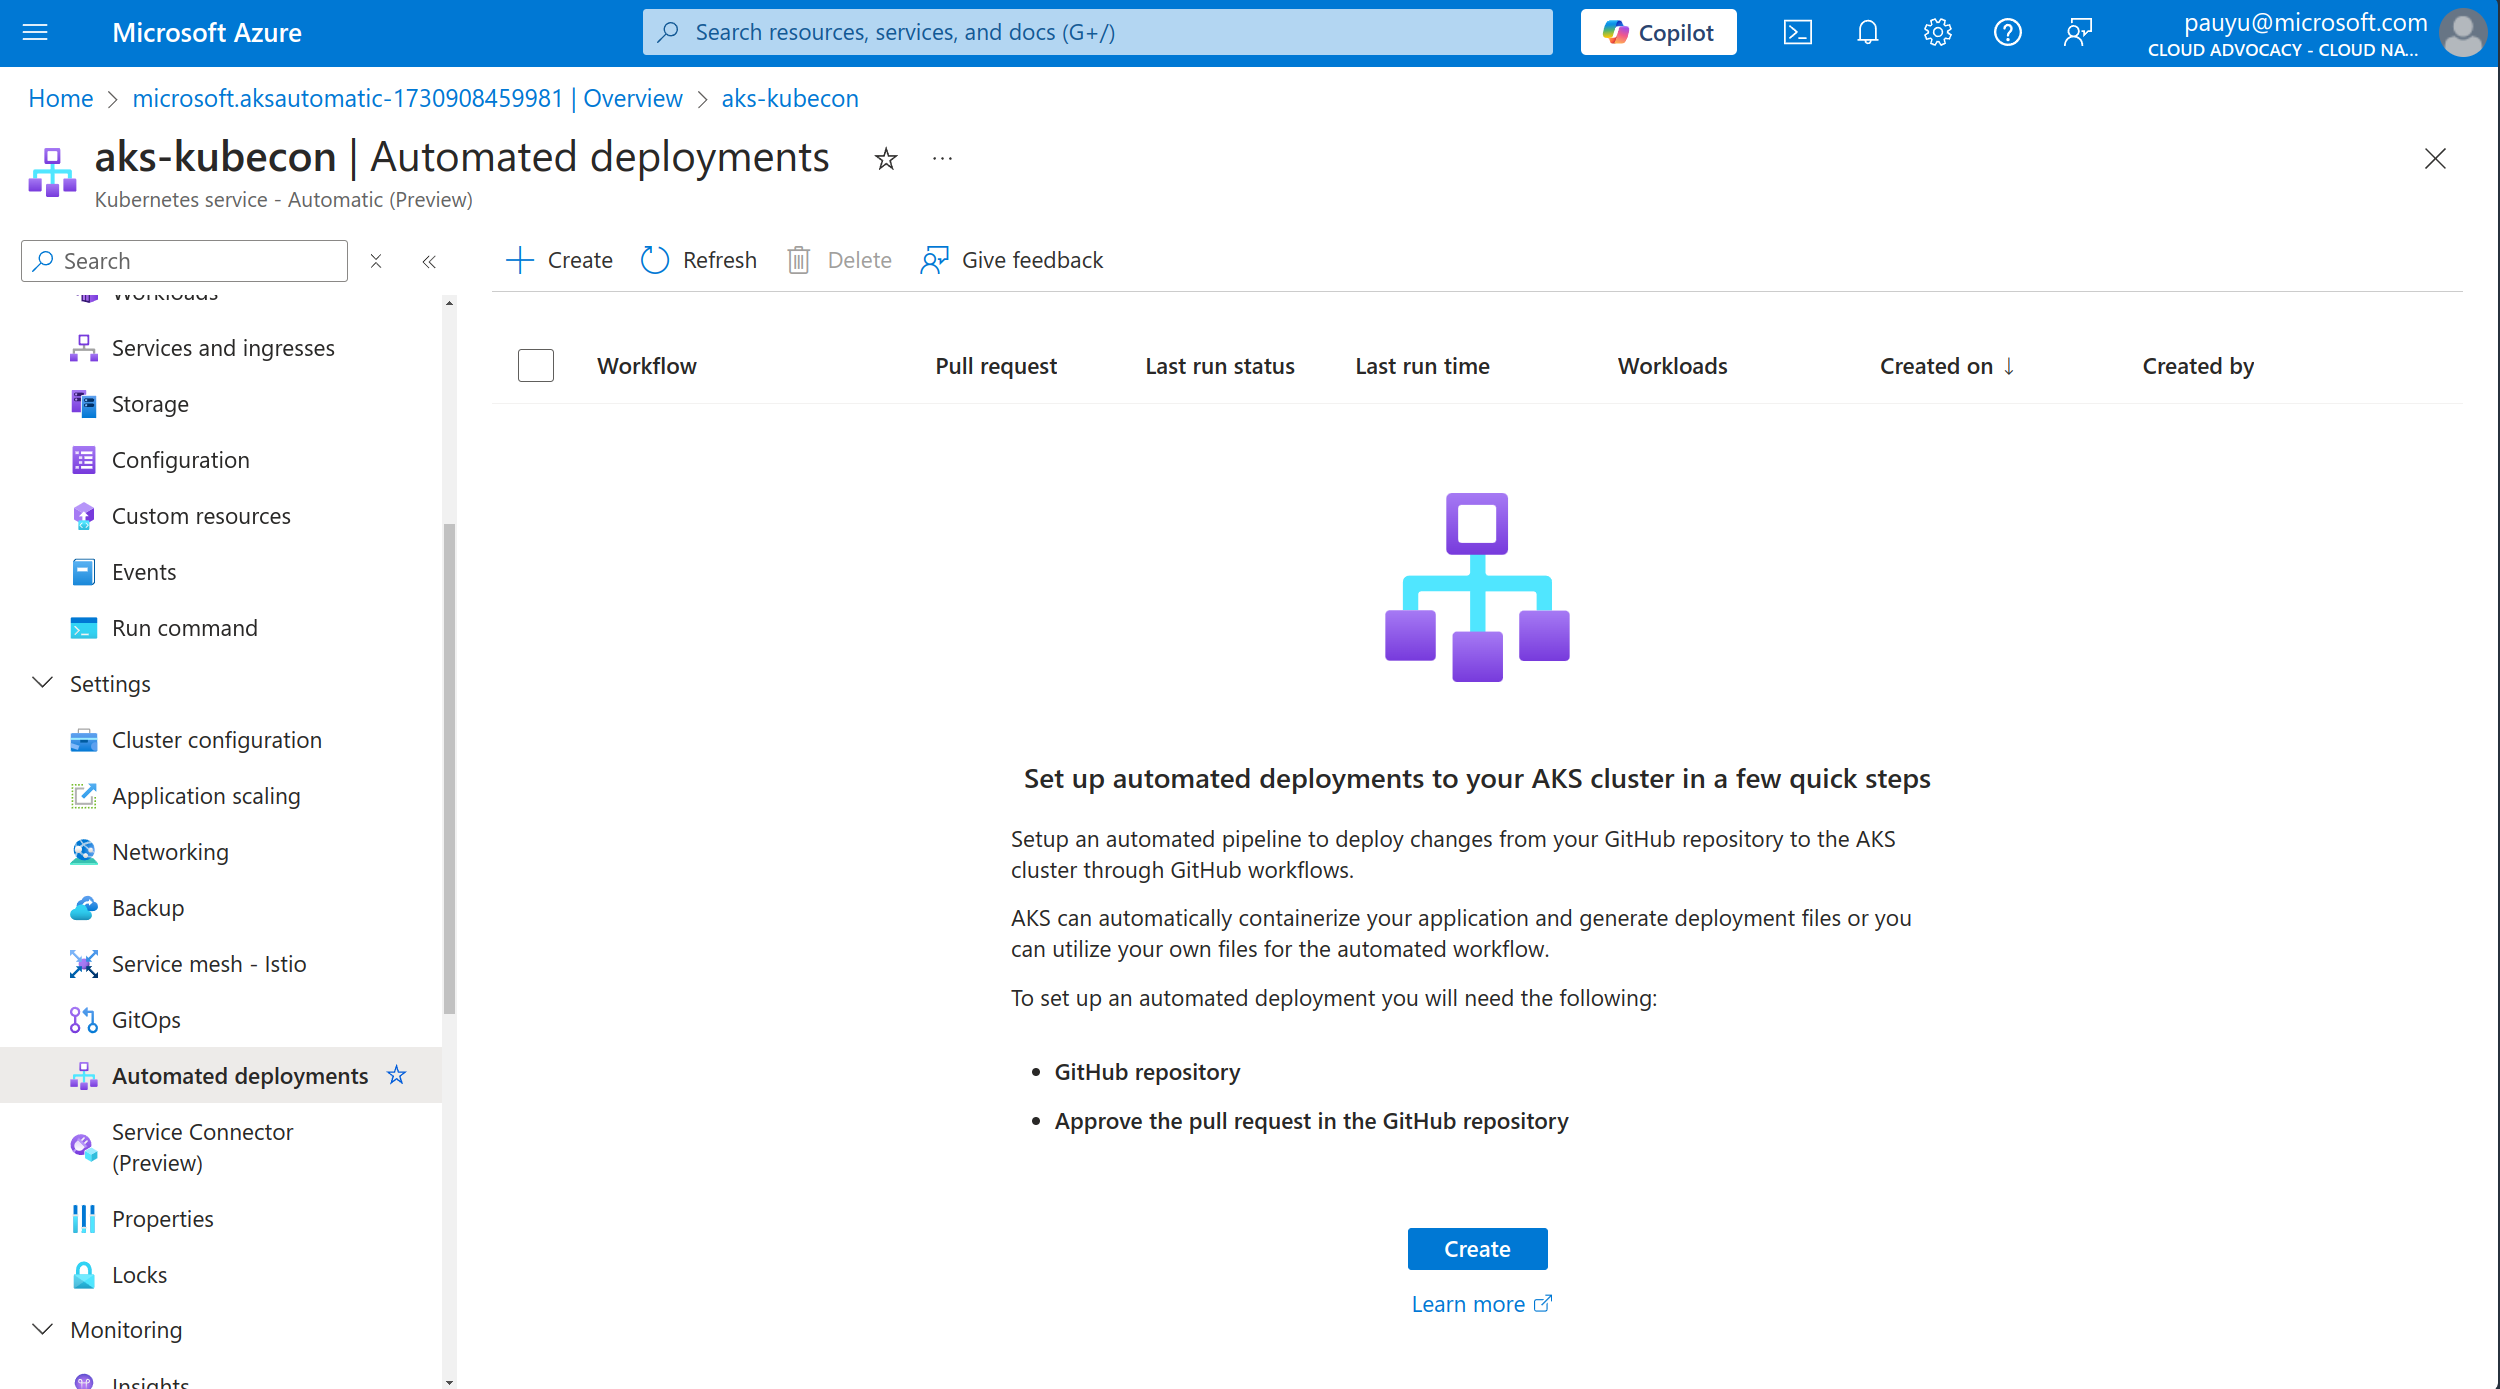 Microsoft Azure
Search resources, services, and docs (G+/)
Copilot
pauyu@microsoft.com
CLOUD ADVOCACY - CLOUD NA...
Home > microsoft.aksautomatic-1730908459981 | Overview > aks-kubecon
aks-kubecon | Automated deployments
Kubernetes service - Automatic (Preview)
Search
Create
Refresh
Delete
Give feedback
Workloads
Services and ingresses
Storage
Configuration
Custom resources
Events
Run command
Settings
Cluster configuration
Application scaling
Networking
Backup
Service mesh - Istio
GitOps
Automated deployments
Service Connector
(Preview)
Properties
Locks
Monitoring
Insights
Workflow
Pull request
Last run status
Last run time
Workloads
Created on ↓
Created by
Set up automated deployments to your AKS cluster in a few quick steps
Setup an automated pipeline to deploy changes from your GitHub repository to the AKS
cluster through GitHub workflows.
AKS can automatically containerize your application and generate deployment files or you
can utilize your own files for the automated workflow.
To set up an automated deployment you will need the following:
• GitHub repository
• Approve the pull request in the GitHub repository
Create
Learn more